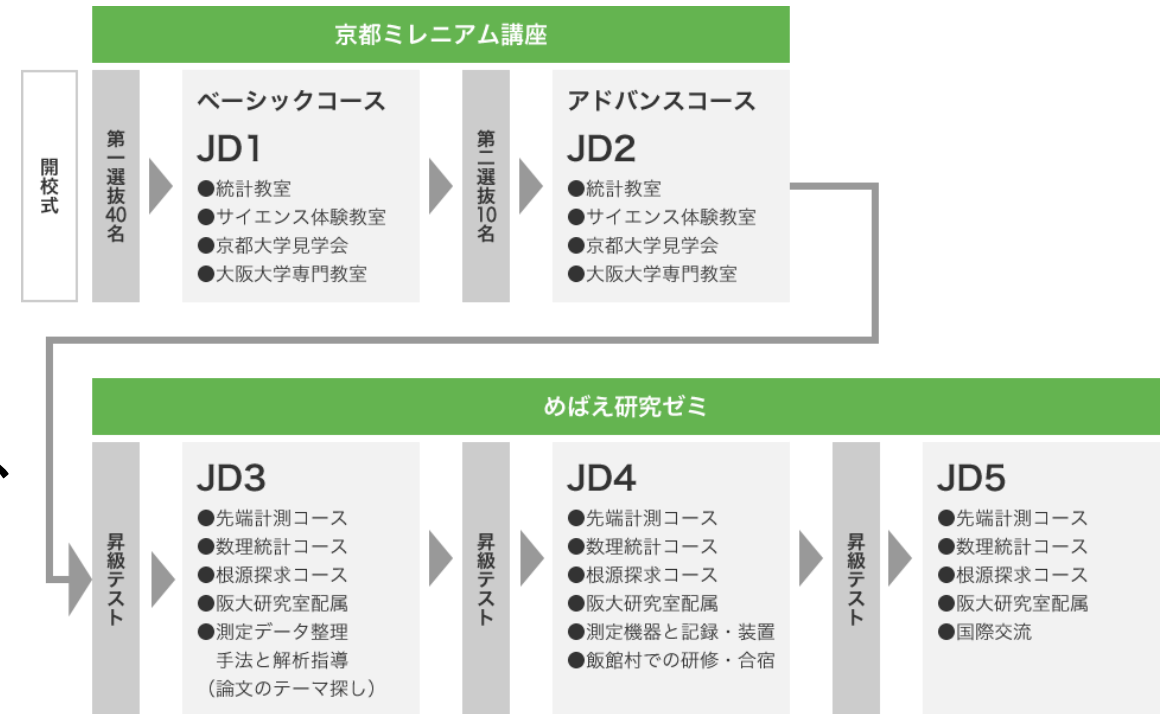 京都ミレニアム講座
開校式
第一選抜40名
ベーシックコース
JD1
●統計教室
●サイエンス体験教室
●京都大学見学会
●大阪大学専門教室
第二選抜10名
アドバンスコース
JD2
●統計教室
●サイエンス体験教室
●京都大学見学会
●大阪大学専門教室
めばえ研究ゼミ
昇級テスト
JD3
●先端計測コース
●数理統計コース
●根源探求コース
●阪大研究室配属
●測定データ整理
手法と解析指導
（論文のテーマ探し）
昇級テスト
JD4
●先端計測コース
●数理統計コース
●根源探求コース
●阪大研究室配属
●測定機器と記録・装置
●飯館村での研修・合宿
昇級テスト
JD5
●先端計測コース
●数理統計コース
●根源探求コース
●阪大研究室配属
●国際交流